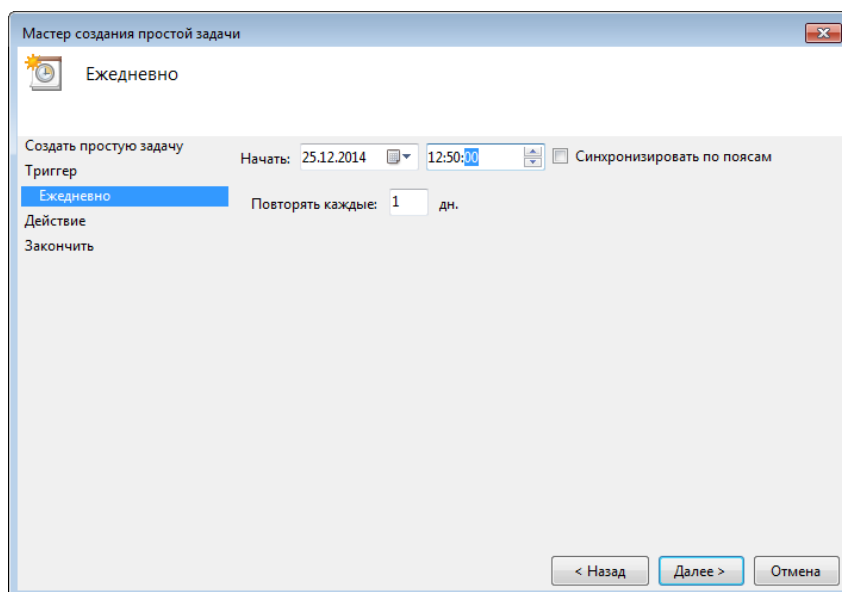 Мастер создания простой задачи
Ежедневно
Создать простую задачу
Триггер
Ежедневно
Действие
Закончить
Начать: 25.12.2014 12:50:00 Синхронизировать по поясам
Повторять каждые: 1 дн.
< Назад Далее > Отмена